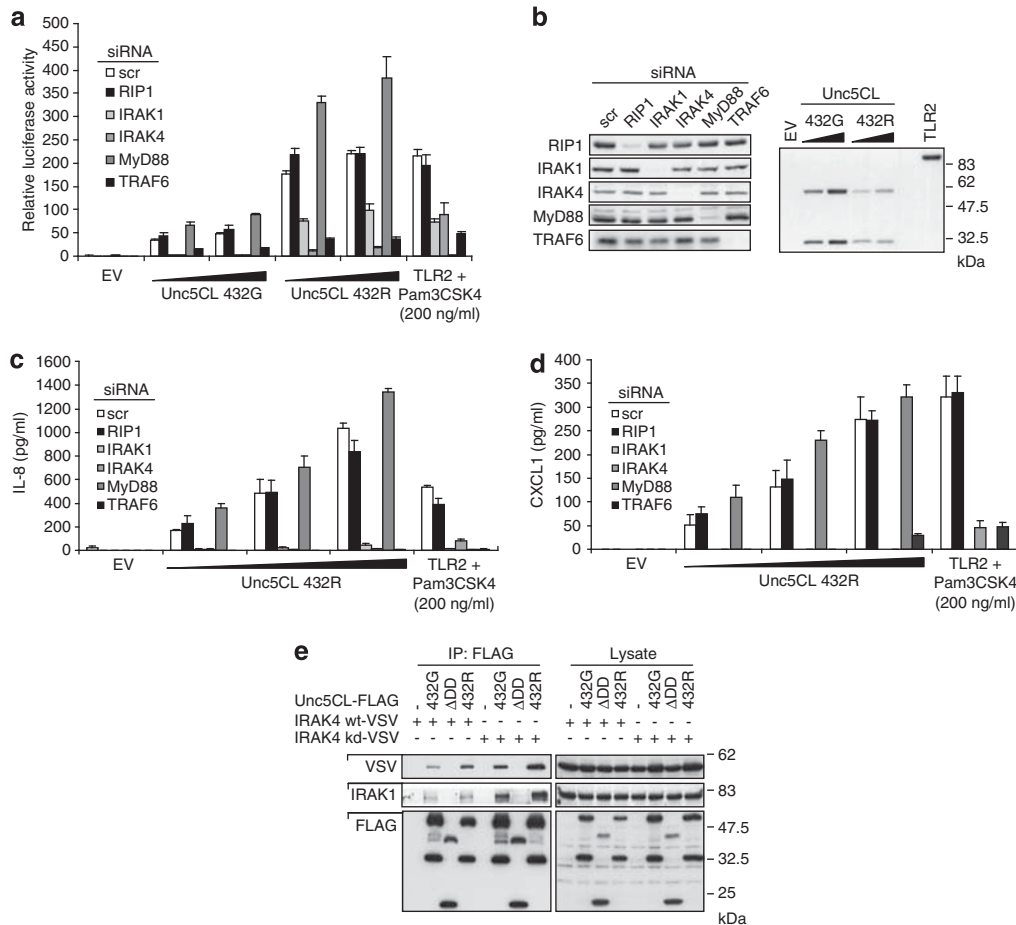 a
Relative luciferase activity
500
450
400
350
300
250
200
150
100
50
0
siRNA
scr
RIP1
IRAK1
IRAK4
MyD88
TRAF6
EV
Unc5CL 432G
Unc5CL 432R
TLR2 +
Pam3CSK4
(200 ng/ml)
b
siRNA
scr
RIP1
IRAK1
IRAK4
MyD88
TRAF6
RIP1
IRAK1
IRAK4
MyD88
TRAF6
Unc5CL
EV
432G
432R
TLR2
83
62
47.5
32.5
kDa
c
IL-8 (pg/ml)
1600
1400
1200
1000
800
600
400
200
0
siRNA
scr
RIP1
IRAK1
IRAK4
MyD88
TRAF6
EV
Unc5CL 432R
TLR2 +
Pam3CSK4
(200 ng/ml)
d
CXCL1 (pg/ml)
400
350
300
250
200
150
100
50
0
siRNA
scr
RIP1
IRAK1
IRAK4
MyD88
TRAF6
EV
Unc5CL 432R
TLR2 +
Pam3CSK4
(200 ng/ml)
e
IP: FLAG
Lysate
Unc5CL-FLAG - 432G ΔDD 432R - 432G ΔDD 432R - 432G ΔDD 432R - 432G ΔDD 432R
IRAK4 wt-VSV + + + + - - - - + + + + - - - -
IRAK4 kd-VSV - - - - + + + + - - - - + + + +
VSV
IRAK1
FLAG
62
83
47.5
32.5
25
kDa